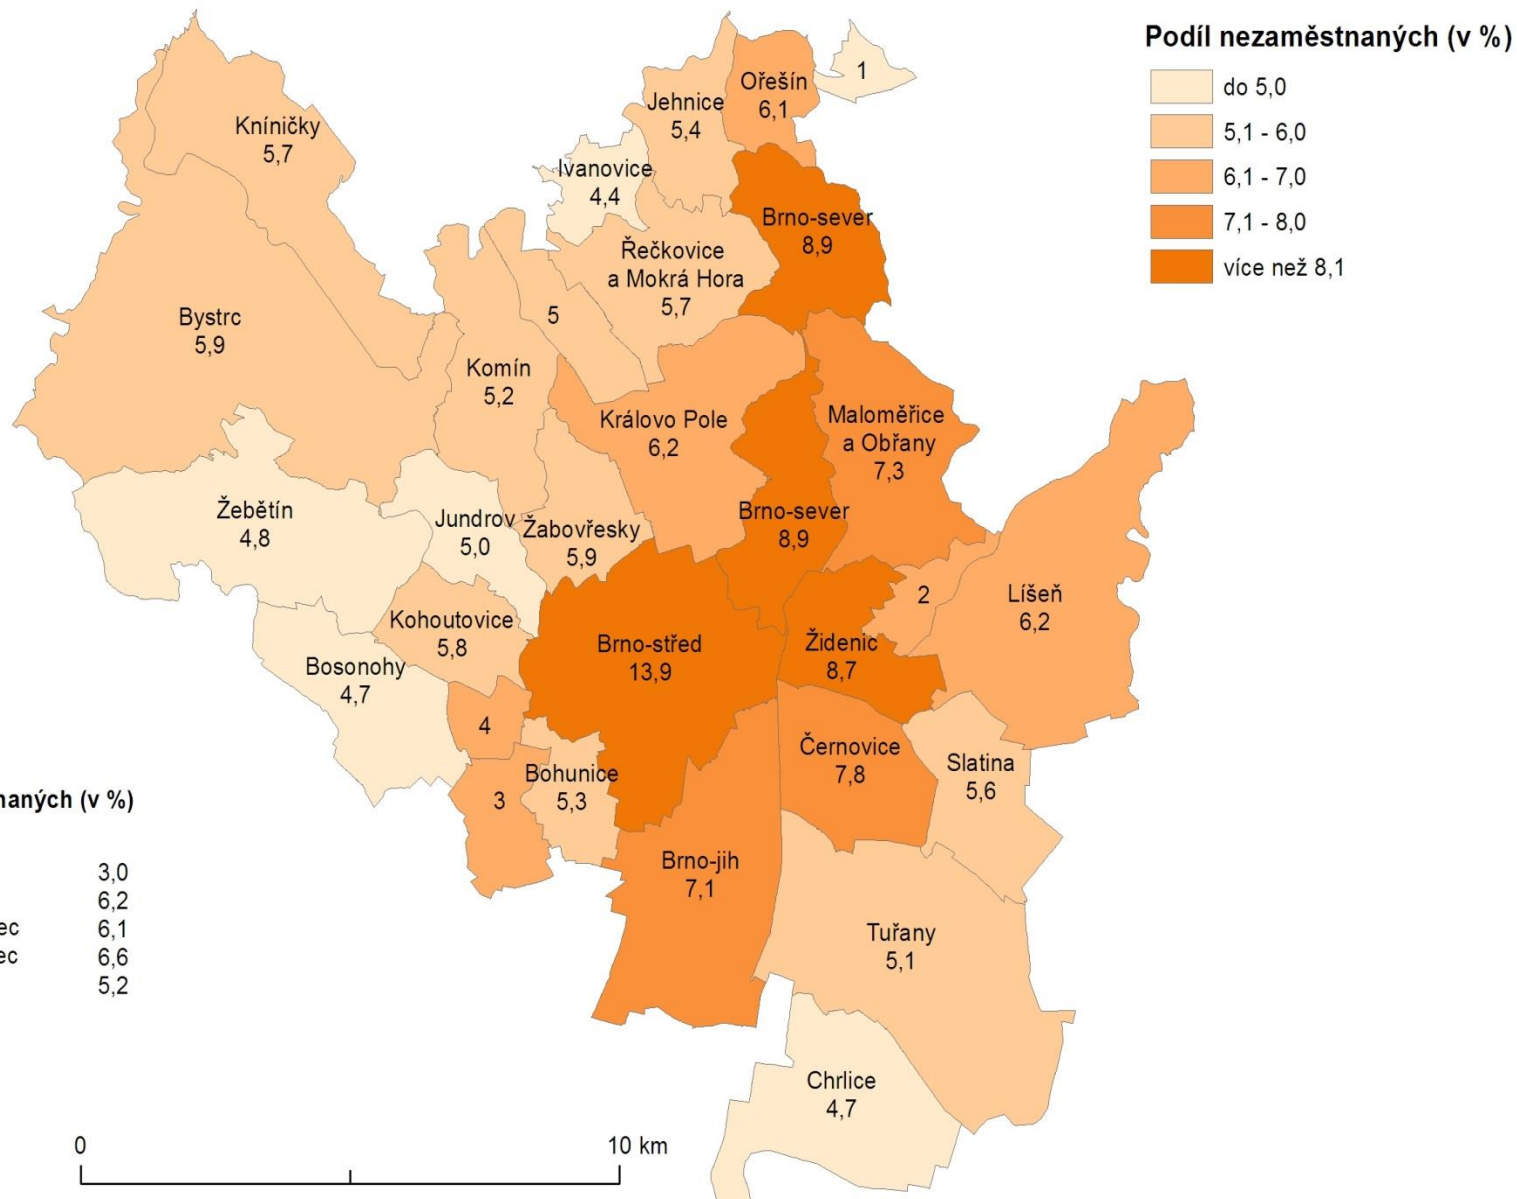 Podíl nezaměstnaných (v %)
do 5,0
5,1 - 6,0
6,1 - 7,0
7,1 - 8,0
více než 8,1
1
Ořešín
6,1
Jehnice
5,4
Kníničky
5,7
Ivanovice
4,4
Brno-sever
8,9
Řečkovice
a Mokrá Hora
5,7
Bystrc
5,9
5
Komín
5,2
Královo Pole
6,2
Maloměřice
a Obřany
7,3
Žebětín
4,8
Jundrov
5,0
Žabovřesky
5,9
Brno-sever
8,9
2
Líšeň
6,2
Kohoutovice
5,8
Brno-střed
13,9
Židenic
8,7
Bosonohy
4,7
4
Černovice
7,8
Slatina
5,6
Bohunice
5,3
3
naných (v %)
3,0
6,2
ec 6,1
ec 6,6
5,2
Brno-jih
7,1
Tuřany
5,1
Chrlice
4,7
0 10 km